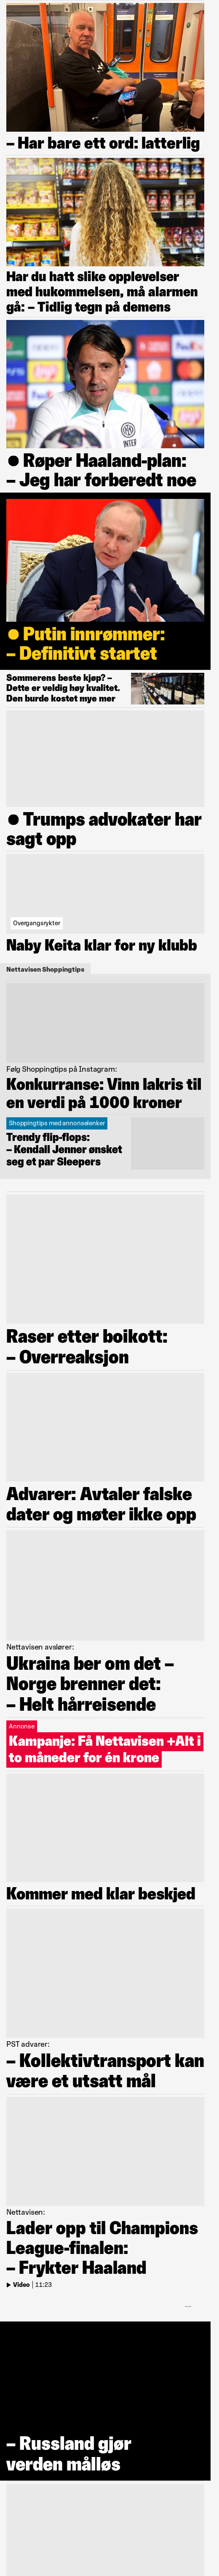 – Har bare ett ord: latterlig
Har du hatt slike opplevelser
med hukommelsen, må alarmen
gå: – Tidlig tegn på demens
INTER
● Røper Haaland-plan:
– Jeg har forberedt noe
● Putin innrømmer:
– Definitivt startet
Sommerens beste kjøp? –
Dette er veldig høy kvalitet.
Den burde kostet mye mer
● Trumps advokater har
sagt opp
Overgangsrykter
Naby Keita klar for ny klubb
Nettavisen Shoppingtips
Følg Shoppingtips på Instagram:
Konkurranse: Vinn lakris til
en verdi på 1000 kroner
Shoppingtips med annonselenker
Trendy flip-flops:
– Kendall Jenner ønsket
seg et par Sleepers
Raser etter boikott:
– Overreaksjon
Advarer: Avtaler falske
dater og møter ikke opp
Nettavisen avslører:
Ukraina ber om det –
Norge brenner det:
– Helt hårreisende
Annonse
Kampanje: Få Nettavisen +Alt i
to måneder for én krone
Kommer med klar beskjed
PST advarer:
– Kollektivtransport kan
være et utsatt mål
Nettavisen:
Lader opp til Champions
League-finalen:
– Frykter Haaland
Video | 11:23
– Russland gjør
verden målløs